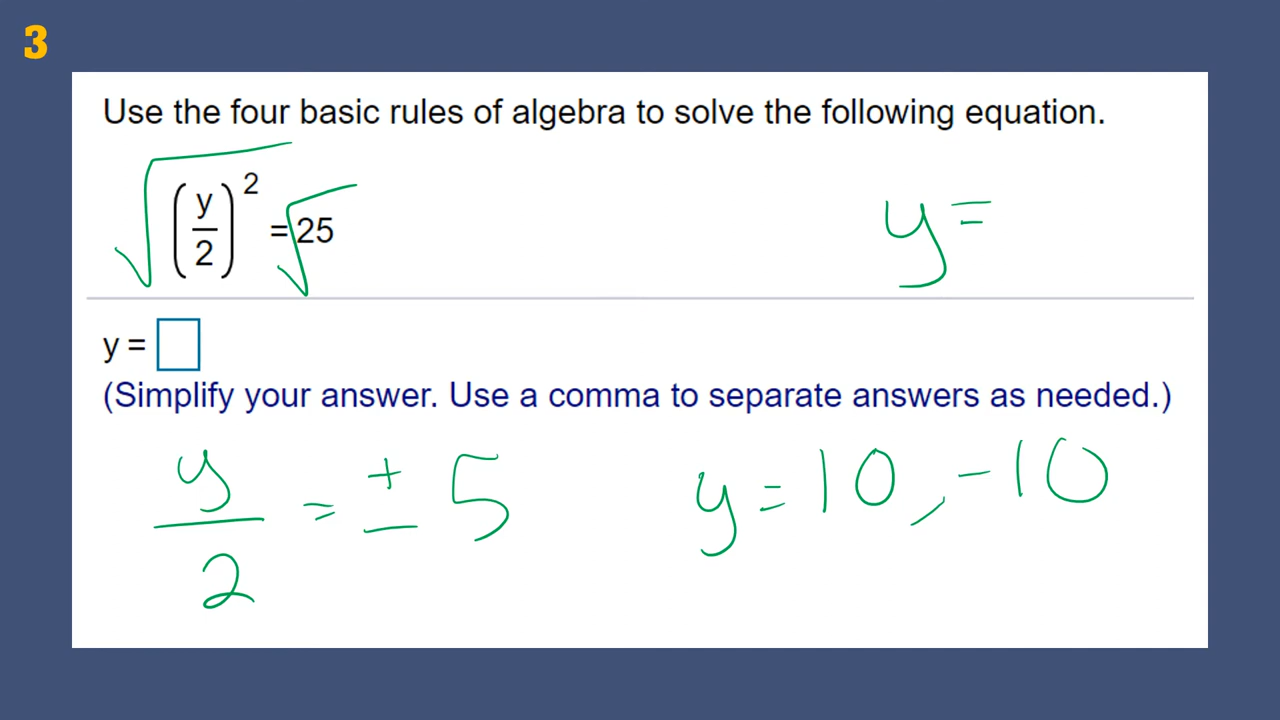 3
Use the four basic rules of algebra to solve the following equation.
√(y/2)² = √25
y =
y =
(Simplify your answer. Use a comma to separate answers as needed.)
y/2 = ± 5
y = 10, -10